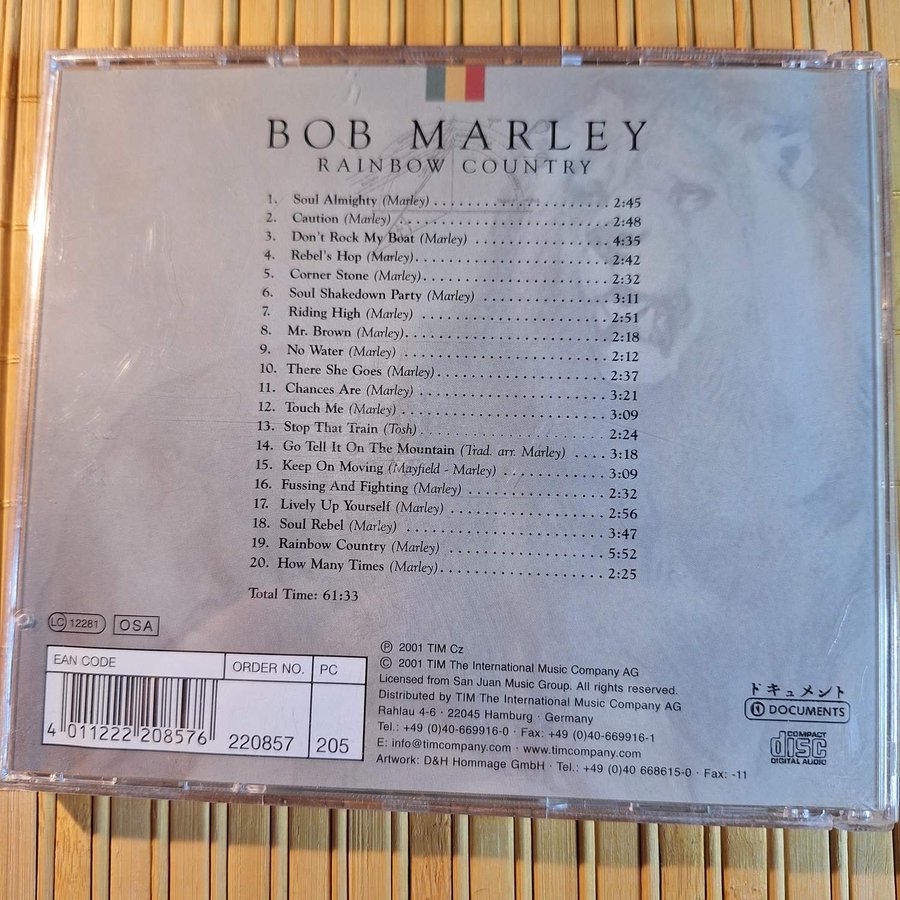 BOB MARLEY
RAINBOW COUNTRY
1. Soul Almighty (Marley) . . . . . . . . . . . . . . . . . . . . 2:45
2. Caution (Marley) . . . . . . . . . . . . . . . . . . . . . . . . 2:48
3. Don't Rock My Boat (Marley) . . . . . . . . . . . . . . . 4:35
4. Rebel's Hop (Marley). . . . . . . . . . . . . . . . . . . . . . 2:42
5. Corner Stone (Marley). . . . . . . . . . . . . . . . . . . . . 2:32
6. Soul Shakedown Party (Marley) . . . . . . . . . . . . . . 3:11
7. Riding High (Marley) . . . . . . . . . . . . . . . . . . . . . 2:51
8. Mr. Brown (Marley). . . . . . . . . . . . . . . . . . . . . . . 2:18
9. No Water (Marley) . . . . . . . . . . . . . . . . . . . . . . . 2:12
10. There She Goes (Marley). . . . . . . . . . . . . . . . . . . 2:37
11. Chances Are (Marley) . . . . . . . . . . . . . . . . . . . . . 3:21
12. Touch Me (Marley) . . . . . . . . . . . . . . . . . . . . . . . 3:09
13. Stop That Train (Tosh) . . . . . . . . . . . . . . . . . . . . 2:24
14. Go Tell It On The Mountain (Trad. arr. Marley) . . . . 3:18
15. Keep On Moving (Mayfield - Marley) . . . . . . . . . . . 3:09
16. Fussing And Fighting (Marley) . . . . . . . . . . . . . . . 2:32
17. Lively Up Yourself (Marley) . . . . . . . . . . . . . . . . . 2:56
18. Soul Rebel (Marley) . . . . . . . . . . . . . . . . . . . . . . 3:47
19. Rainbow Country (Marley) . . . . . . . . . . . . . . . . . 5:52
20. How Many Times (Marley). . . . . . . . . . . . . . . . . . 2:25
Total Time: 61:33
LC 12281 OSA
EAN CODE ORDER NO. PC
4 011222 208576 220857 205
Ⓟ 2001 TIM Cz
© 2001 TIM The International Music Company AG
Licensed from San Juan Music Group. All rights reserved.
Distributed by TIM The International Music Company AG
Rahlau 4-6 · 22045 Hamburg · Germany
Tel.: +49 (0)40-669916-0 · Fax: +49 (0)40-669916-1
E: info@timcompany.com · www.timcompany.com
Artwork: D&H Hommage GmbH · Tel.: +49 (0)40 668615-0 · Fax: -11
ドキュメント
DOCUMENTS
COMPACT
disc
DIGITAL AUDIO